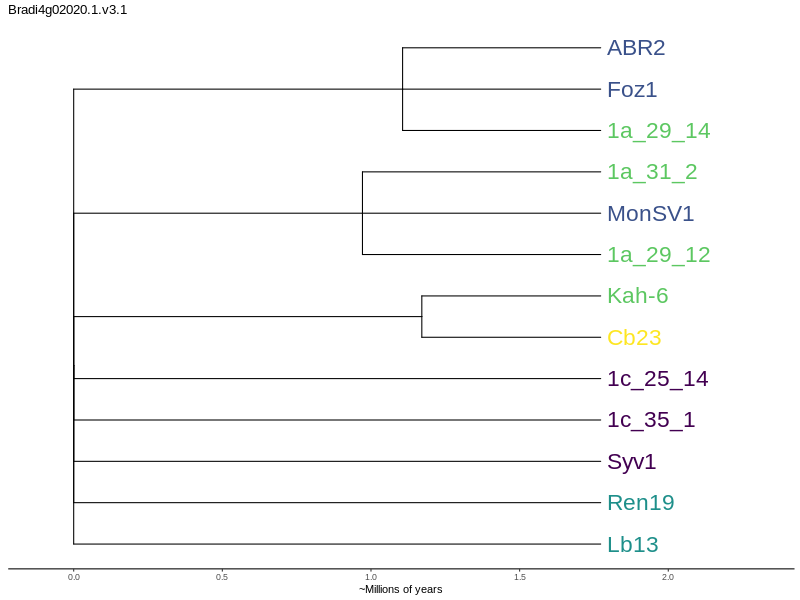 Bradi4g02020.1.v3.1
ABR2
Foz1
1a_29_14
1a_31_2
MonSV1
1a_29_12
Kah-6
Cb23
1c_25_14
1c_35_1
Syv1
Ren19
Lb13
0.0 0.5 1.0 1.5 2.0
~Millions of years